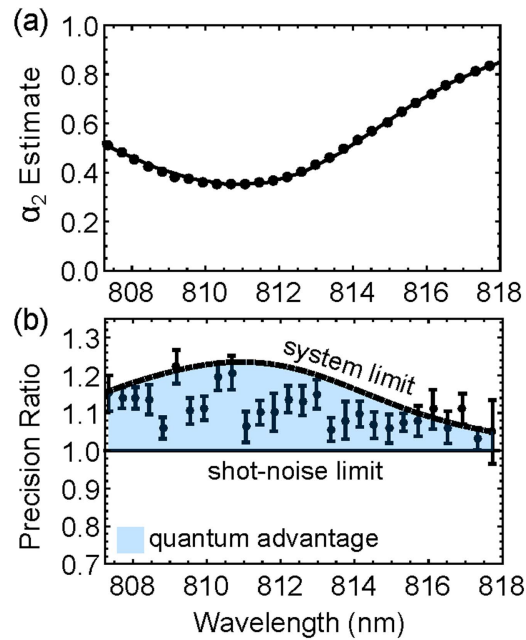 (a)
1.0
0.8
0.6
0.4
0.2
0.0
α2 Estimate
808 810 812 814 816 818
(b)
1.3
1.2
1.1
1.0
0.9
0.8
0.7
Precision Ratio
system limit
shot-noise limit
quantum advantage
808 810 812 814 816 818
Wavelength (nm)